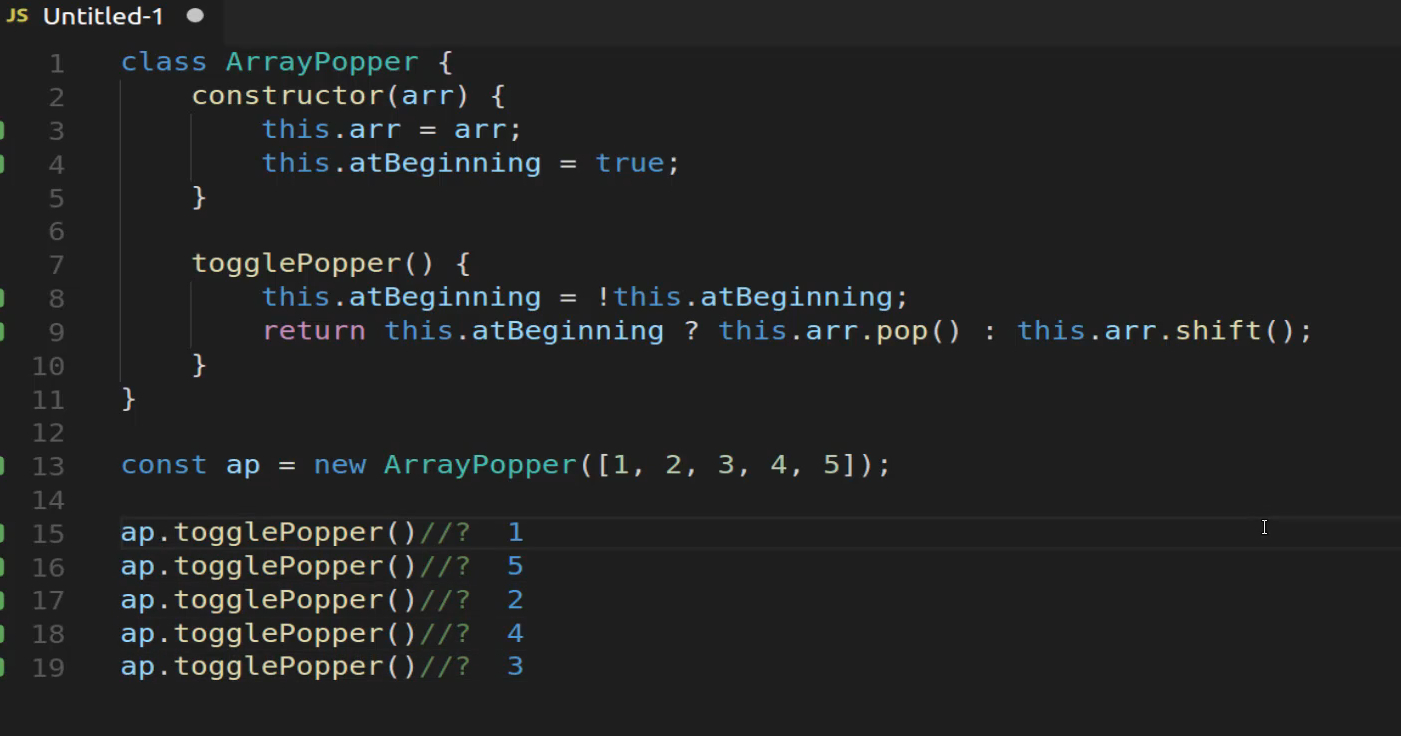 JS Untitled-1
1 class ArrayPopper {
2 constructor(arr) {
3 this.arr = arr;
4 this.atBeginning = true;
5 }
6
7 togglePopper() {
8 this.atBeginning = !this.atBeginning;
9 return this.atBeginning ? this.arr.pop() : this.arr.shift();
10 }
11 }
12
13 const ap = new ArrayPopper([1, 2, 3, 4, 5]);
14
15 ap.togglePopper()//? 1
16 ap.togglePopper()//? 5
17 ap.togglePopper()//? 2
18 ap.togglePopper()//? 4
19 ap.togglePopper()//? 3